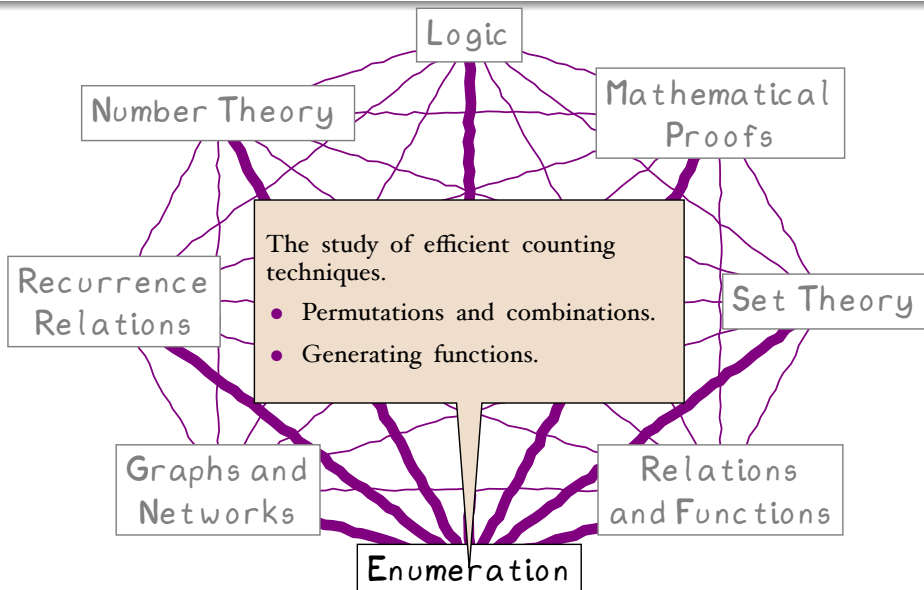 Logic
Number Theory
Mathematical
Proofs
The study of efficient counting
techniques.
• Permutations and combinations.
• Generating functions.
Recurrence
Relations
Set Theory
Graphs and
Networks
Relations
and Functions
Enumeration